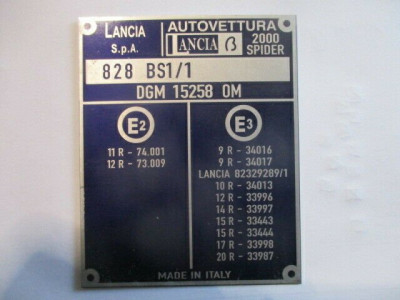 LANCIA
S.p.A.
AUTOVETTURA
LANCIA β 2000
SPIDER
828 BS1/1
DGM 15258 OM
E2
11 R - 74.001
12 R - 73.009
E3
9 R - 34016
9 R - 34017
LANCIA B2329289/1
10 R - 34013
12 R - 33996
14 R - 33997
15 R - 33443
15 R - 33444
17 R - 33998
20 R - 33987
MADE IN ITALY